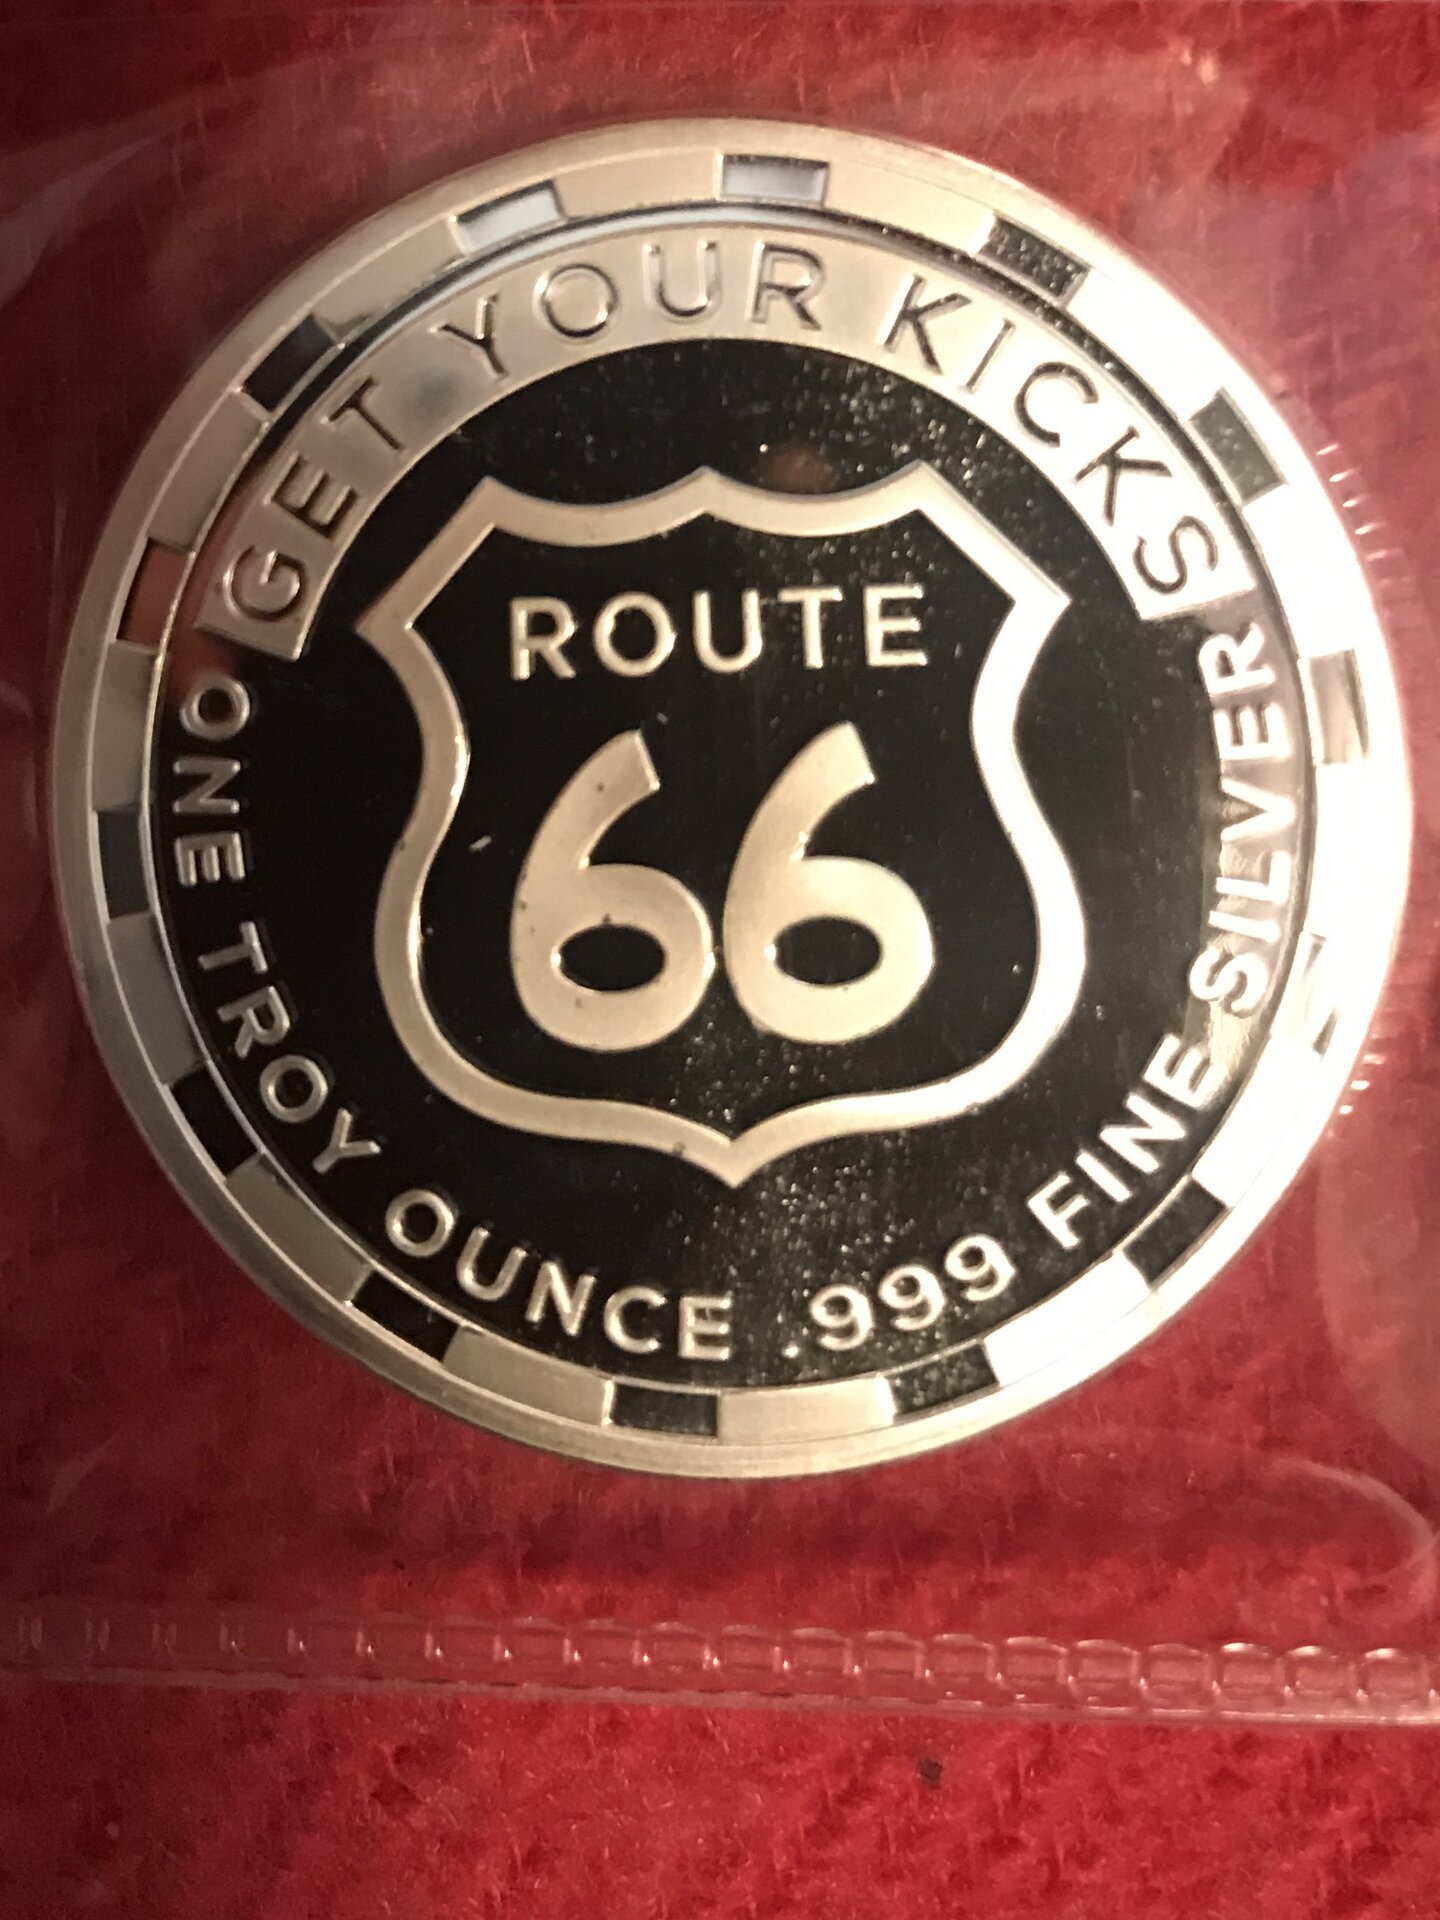 GET YOUR KICKS
ROUTE
66
ONE TROY OUNCE .999 FINE SILVER